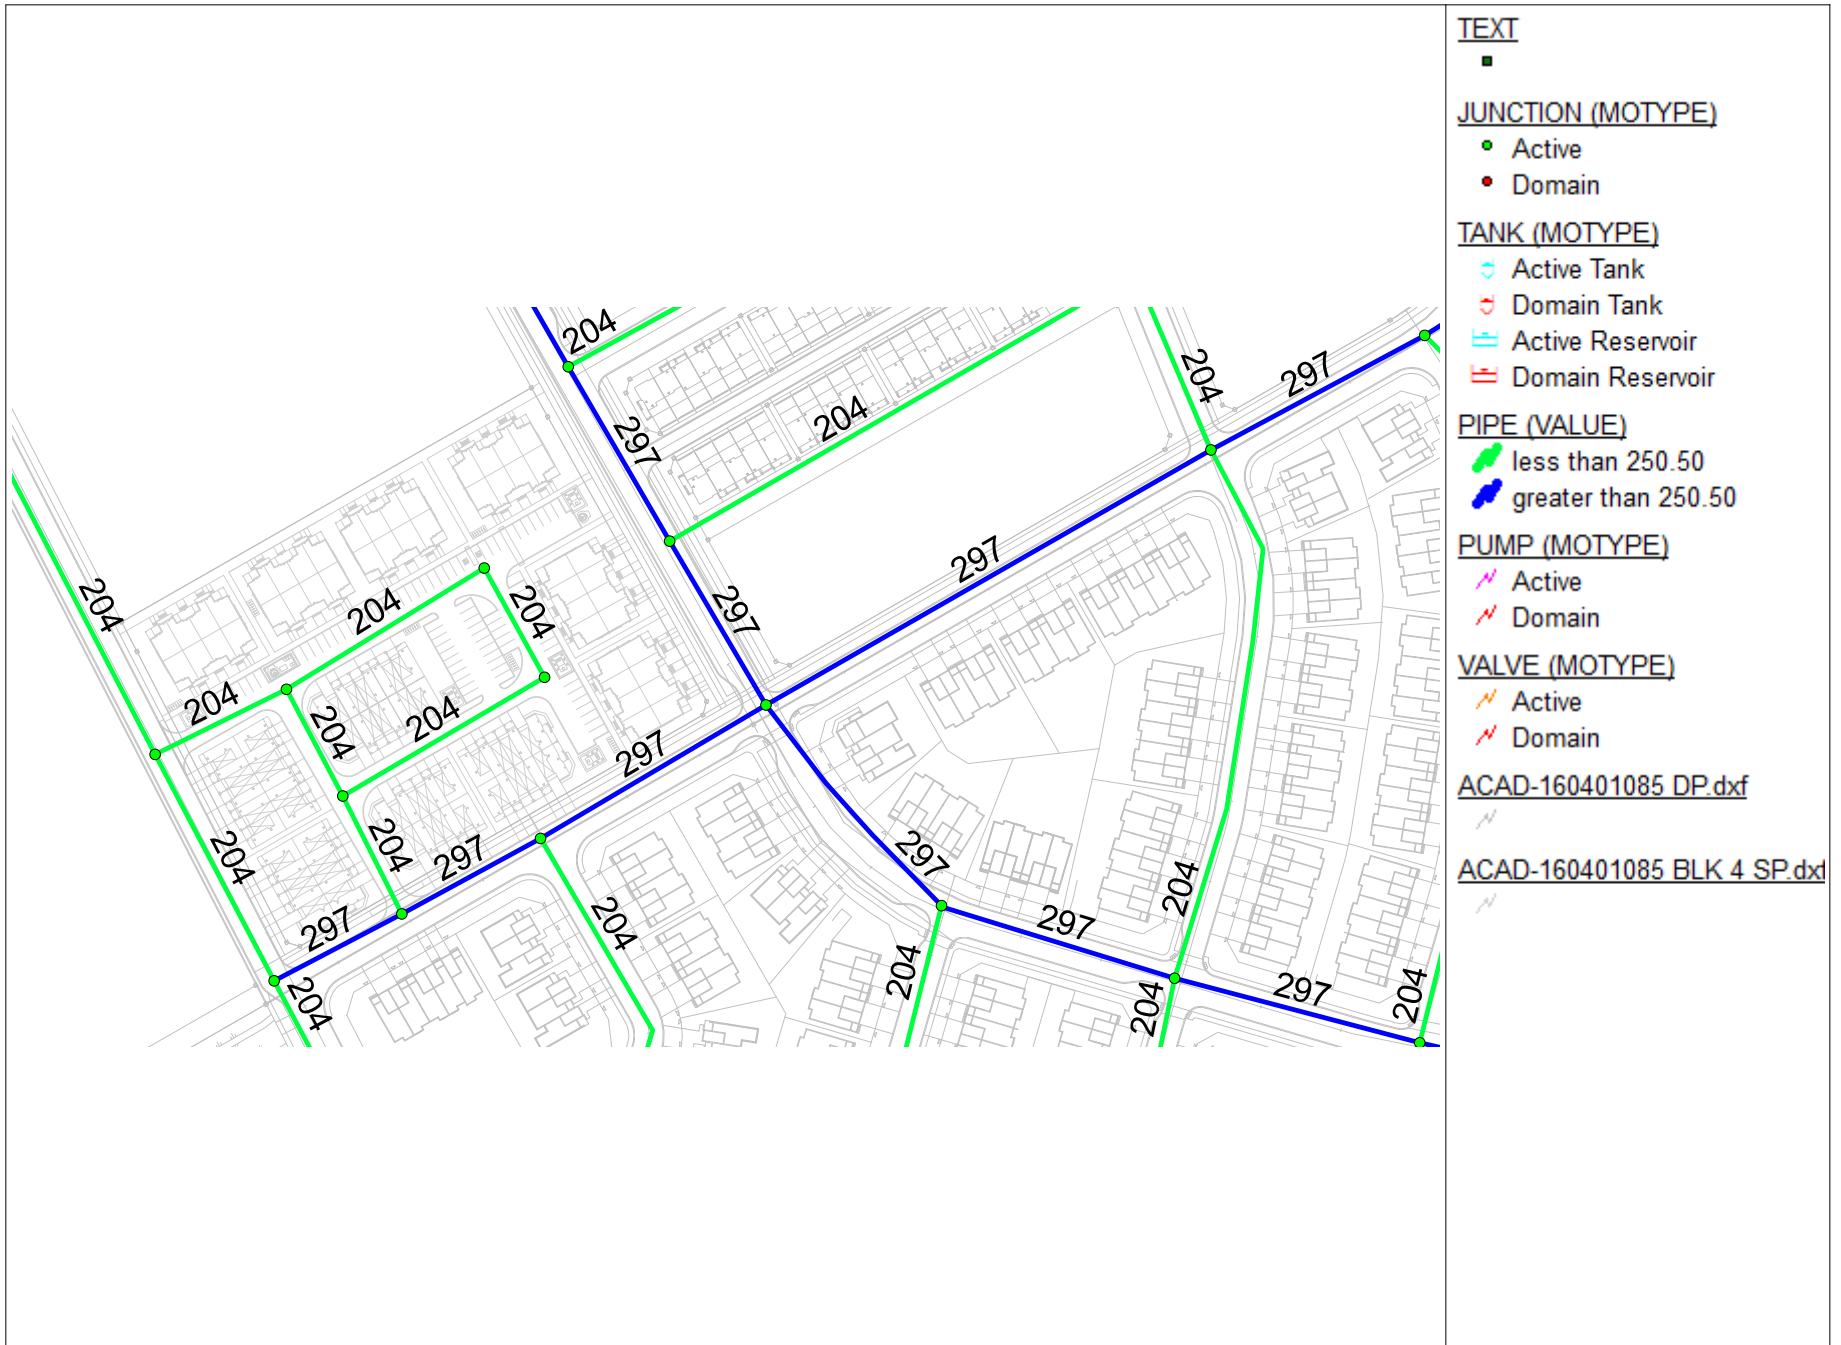 204
204
297
204
297
297
297
204
204
204
204
204
204
297
204
297
297
204
204
204
297
297
204
297
204
204
204
297
204
TEXT
JUNCTION (MOTYPE)
Active
Domain
TANK (MOTYPE)
Active Tank
Domain Tank
Active Reservoir
Domain Reservoir
PIPE (VALUE)
less than 250.50
greater than 250.50
PUMP (MOTYPE)
Active
Domain
VALVE (MOTYPE)
Active
Domain
ACAD-160401085 DP.dxf
ACAD-160401085 BLK 4 SP.dxf